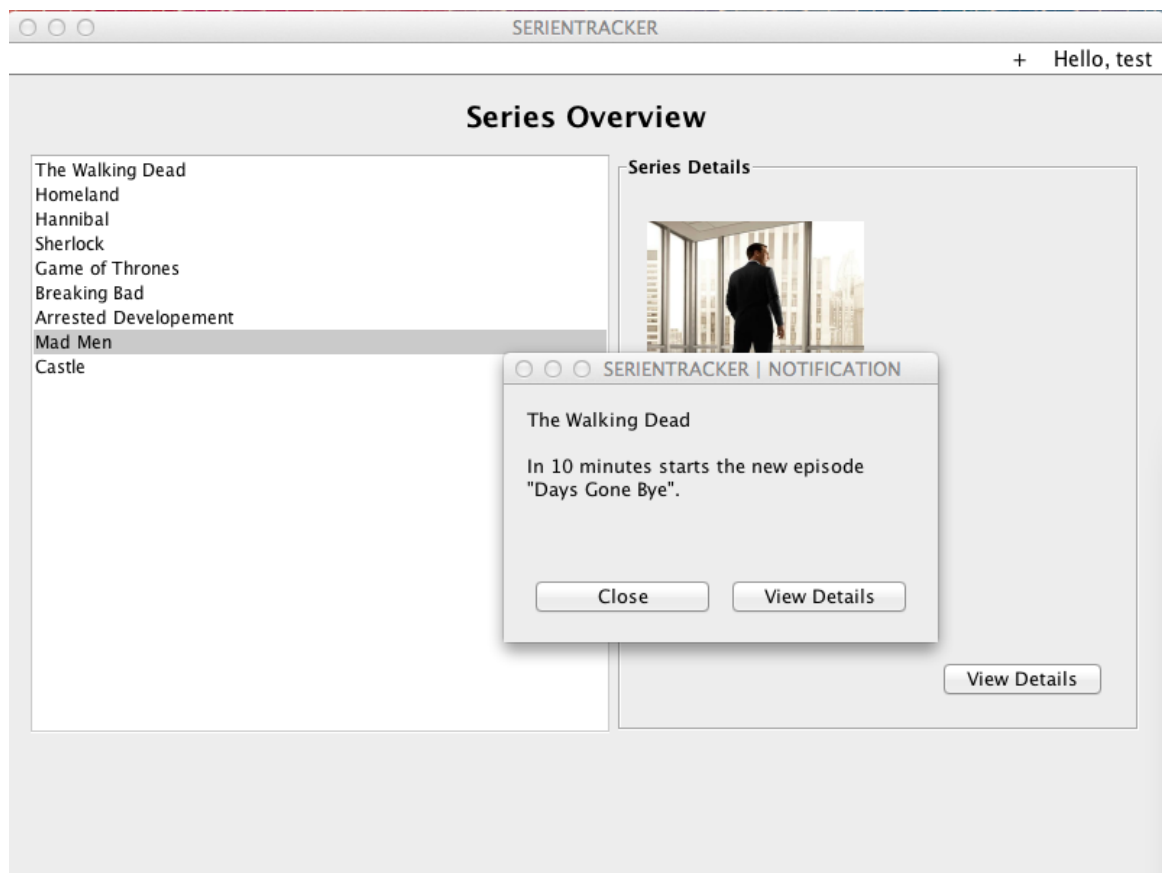 SERIENTRACKER
+ Hello, test
Series Overview
The Walking Dead
Homeland
Hannibal
Sherlock
Game of Thrones
Breaking Bad
Arrested Developement
Mad Men
Castle
Series Details
SERIENTRACKER | NOTIFICATION
The Walking Dead
In 10 minutes starts the new episode
"Days Gone Bye".
Close View Details
View Details